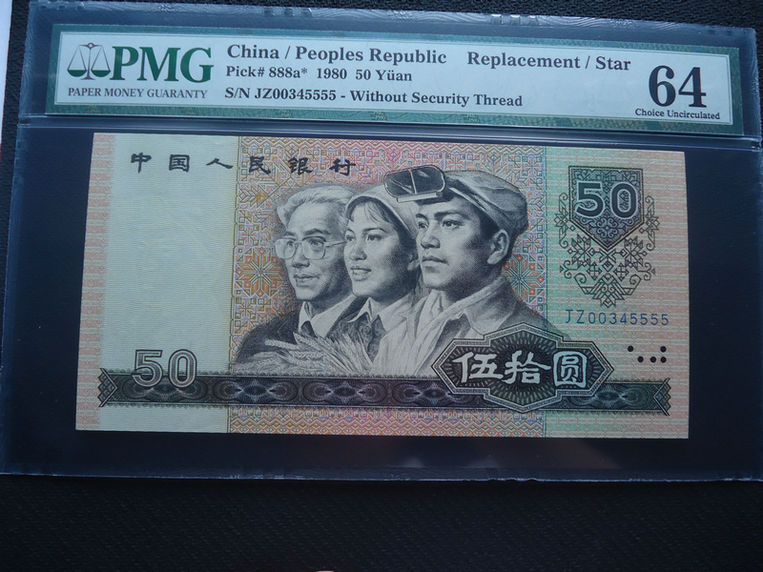 PMG
PAPER MONEY GUARANTY
China / Peoples Republic Replacement / Star
Pick# 888a* 1980 50 Yüan
S/N JZ00345555 - Without Security Thread
64
Choice Uncirculated
中国人民银行
50
JZ00345555
50
伍拾圆